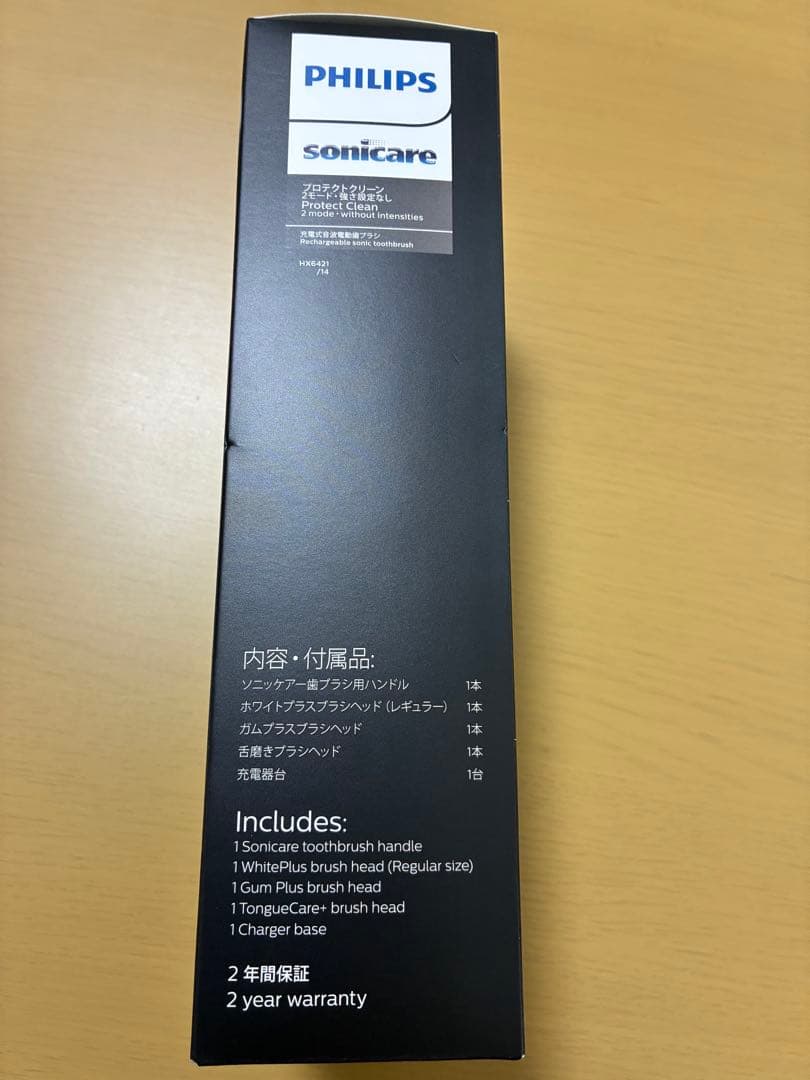 PHILIPS
sonicare
プロテクトクリーン
2モード・強さ設定なし
Protect Clean
2 mode · without intensities
充電式音波電動歯ブラシ
Rechargeable sonic toothbrush
HX6421
/14
内容・付属品:
ソニッケアー歯ブラシ用ハンドル 1本
ホワイトプラスブラシヘッド（レギュラー） 1本
ガムプラスブラシヘッド 1本
舌磨きブラシヘッド 1本
充電器台 1台
Includes:
1 Sonicare toothbrush handle
1 WhitePlus brush head (Regular size)
1 Gum Plus brush head
1 TongueCare+ brush head
1 Charger base
2 年間保証
2 year warranty